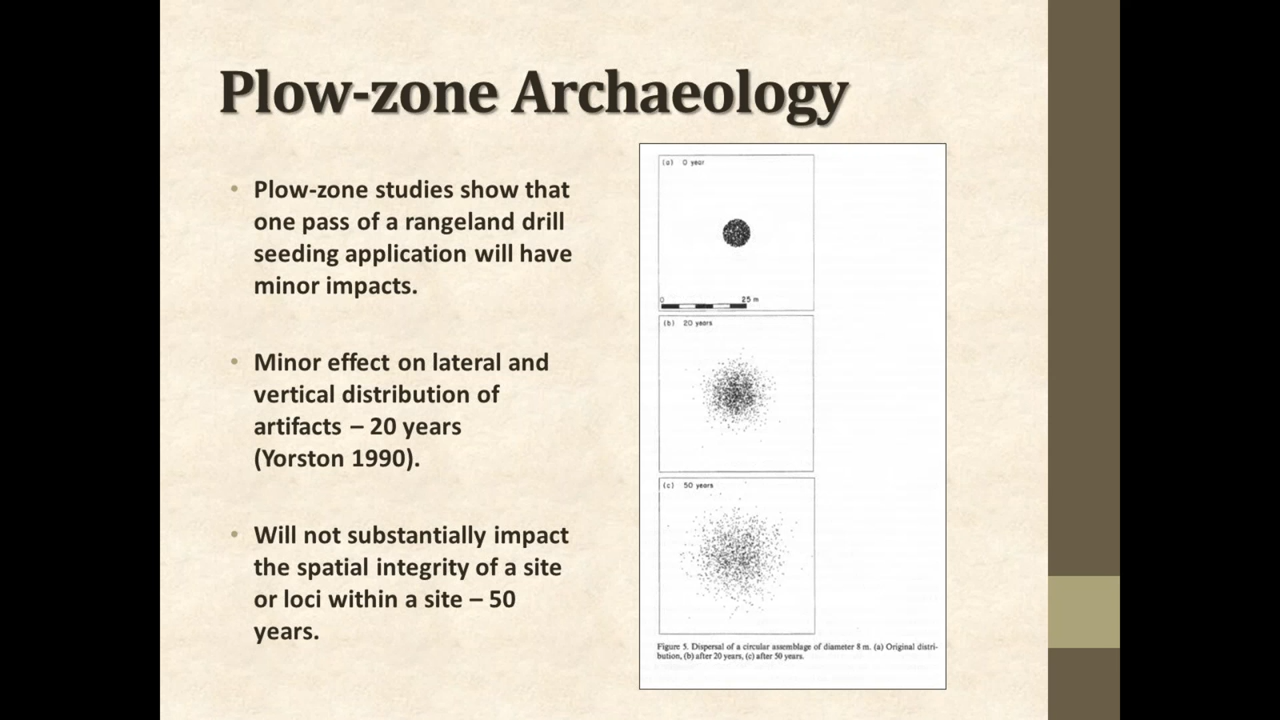 Plow-zone Archaeology
• Plow-zone studies show that
one pass of a rangeland drill
seeding application will have
minor impacts.
• Minor effect on lateral and
vertical distribution of
artifacts – 20 years
(Yorston 1990).
• Will not substantially impact
the spatial integrity of a site
or loci within a site – 50
years.
(a) 0 year
0 25 m
(b) 20 years
(c) 50 years
Figure 5. Dispersal of a circular assemblage of diameter 8 m. (a) Original distri-
bution, (b) after 20 years, (c) after 50 years.